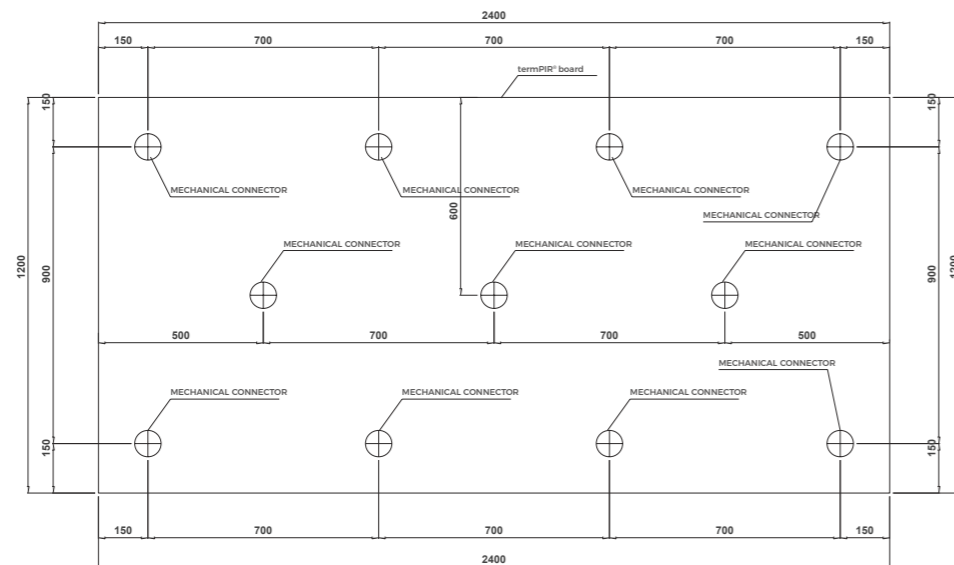 2400
150 700 700 700 150
termPIR® board
150 150
MECHANICAL CONNECTOR MECHANICAL CONNECTOR MECHANICAL CONNECTOR
600
MECHANICAL CONNECTOR
MECHANICAL CONNECTOR MECHANICAL CONNECTOR MECHANICAL CONNECTOR
1200 900 900 1200
500 700 700 500
MECHANICAL CONNECTOR
MECHANICAL CONNECTOR MECHANICAL CONNECTOR MECHANICAL CONNECTOR
150 150
150 700 700 700 150
2400